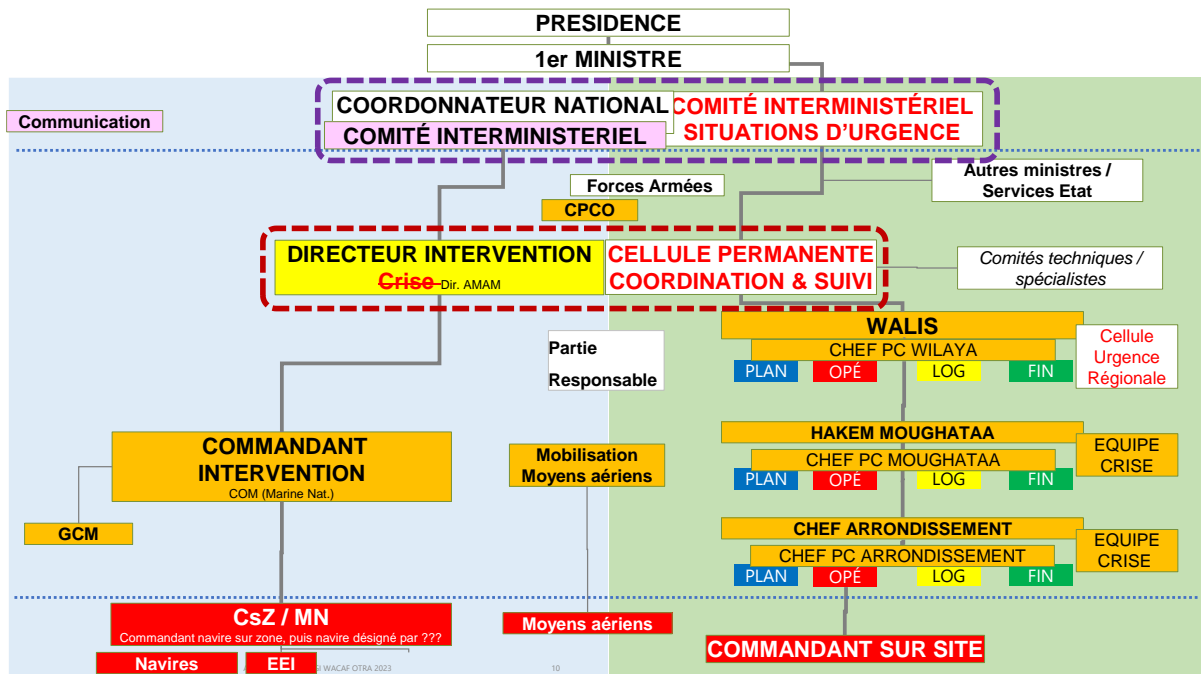 PRESIDENCE
1er MINISTRE
COORDONNATEUR NATIONAL
COMITÉ INTERMINISTERIEL
COMITÉ INTERMINISTÉRIEL
SITUATIONS D'URGENCE
Communication
Forces Armées
CPCO
Autres ministres /
Services Etat
DIRECTEUR INTERVENTION
Crise Dir. AMAM
CELLULE PERMANENTE
COORDINATION & SUIVI
Comités techniques /
spécialistes
Partie
Responsable
WALIS
CHEF PC WILAYA
PLAN OPÉ LOG FIN
Cellule
Urgence
Régionale
COMMANDANT
INTERVENTION
COM (Marine Nat.)
GCM
Mobilisation
Moyens aériens
HAKEM MOUGHATAA
CHEF PC MOUGHATAA
PLAN OPÉ LOG FIN
EQUIPE
CRISE
CHEF ARRONDISSEMENT
CHEF PC ARRONDISSEMENT
PLAN OPÉ LOG FIN
EQUIPE
CRISE
CsZ / MN
Commandant navire sur zone, puis navire désigné par ???
Navires
EEI
Moyens aériens
COMMANDANT SUR SITE
WACAF OTRA 2023
10